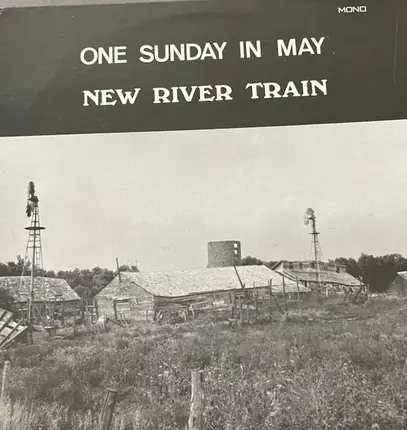 MONO
ONE SUNDAY IN MAY
NEW RIVER TRAIN